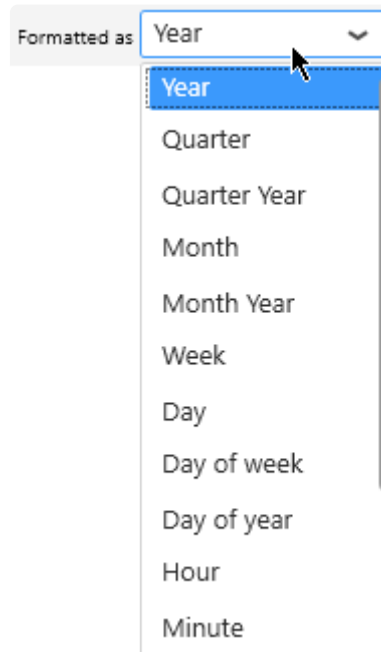 Formatted as Year
Year
Quarter
Quarter Year
Month
Month Year
Week
Day
Day of week
Day of year
Hour
Minute